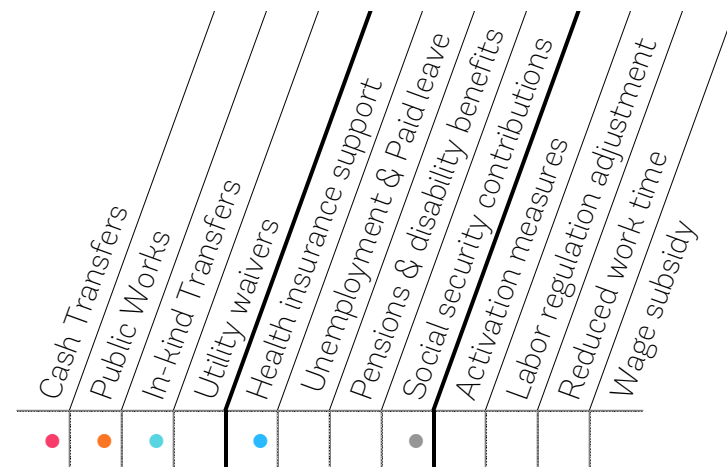 Cash Transfers
Public Works
In-kind Transfers
Utility waivers
Health insurance support
Unemployment & Paid leave
Pensions & disability benefits
Social security contributions
Activation measures
Labor regulation adjustment
Reduced work time
Wage subsidy